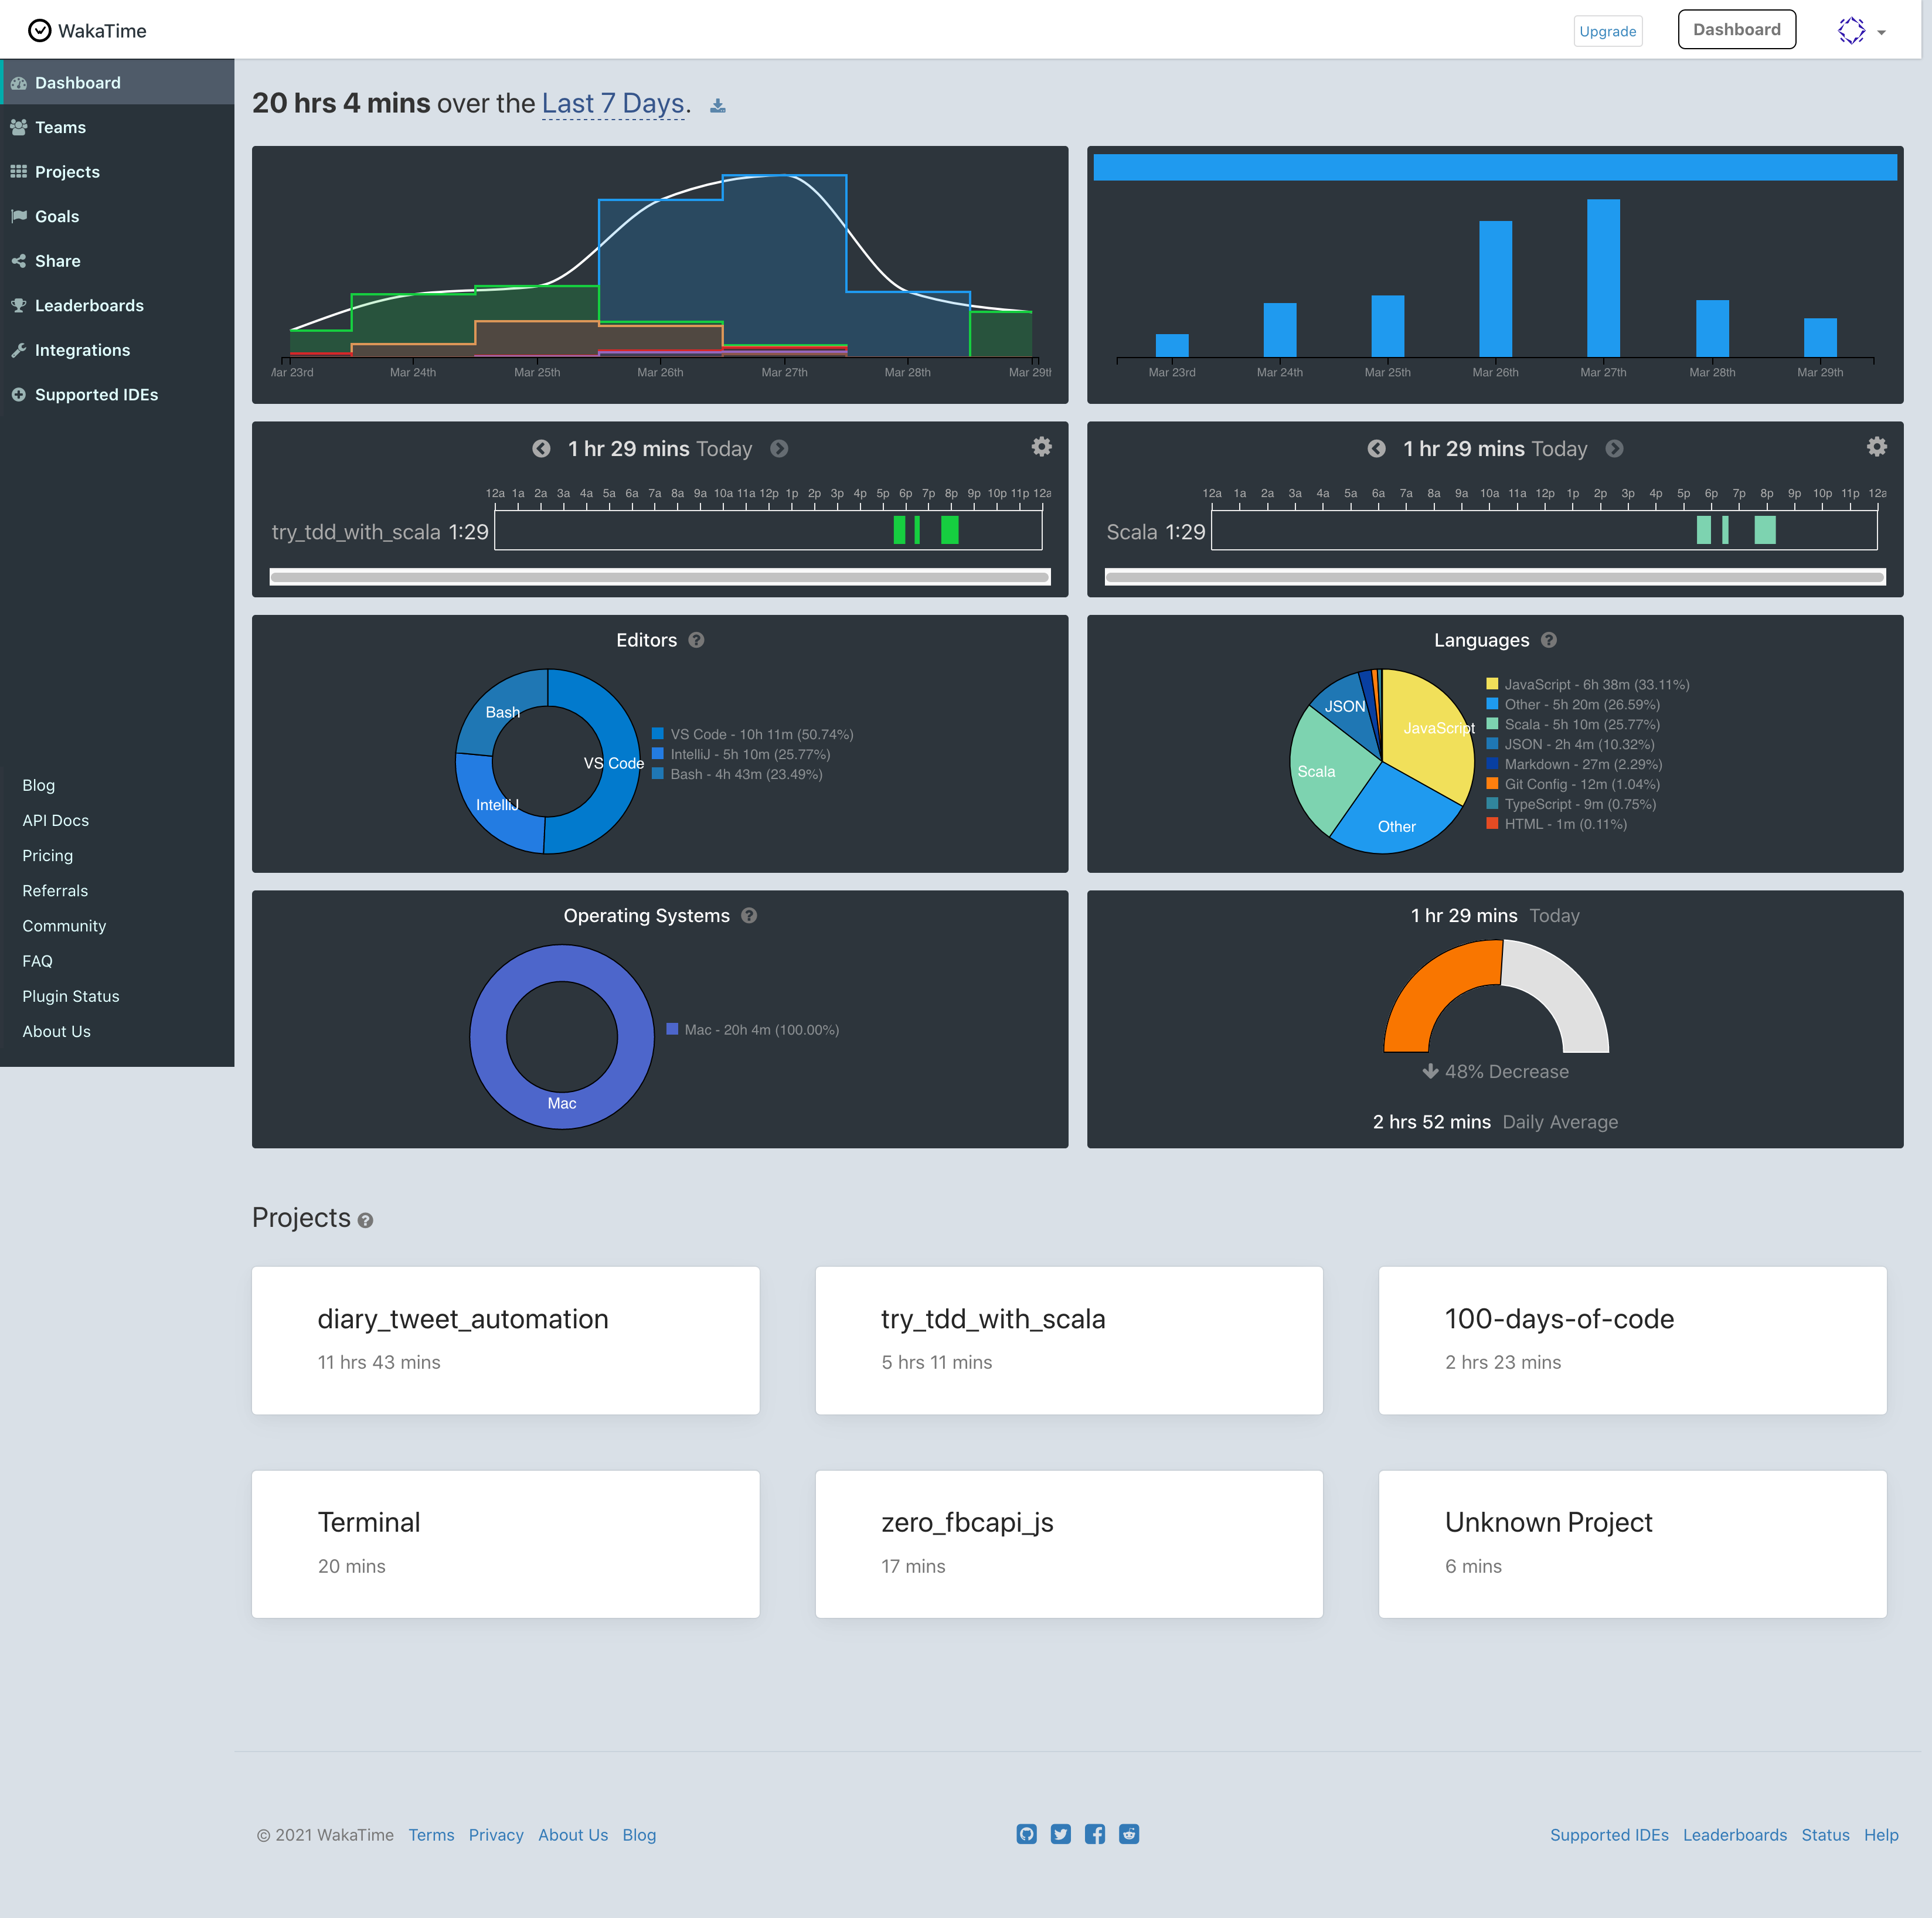 WakaTime
Upgrade
Dashboard
Dashboard
Teams
Projects
Goals
Share
Leaderboards
Integrations
Supported IDEs
Blog
API Docs
Pricing
Referrals
Community
FAQ
Plugin Status
About Us
20 hrs 4 mins over the Last 7 Days.
Mar 23rd Mar 24th Mar 25th Mar 26th Mar 27th Mar 28th Mar 29th
Mar 23rd Mar 24th Mar 25th Mar 26th Mar 27th Mar 28th Mar 29th
1 hr 29 mins Today
12a 1a 2a 3a 4a 5a 6a 7a 8a 9a 10a 11a 12p 1p 2p 3p 4p 5p 6p 7p 8p 9p 10p 11p 12a
try_tdd_with_scala 1:29
1 hr 29 mins Today
12a 1a 2a 3a 4a 5a 6a 7a 8a 9a 10a 11a 12p 1p 2p 3p 4p 5p 6p 7p 8p 9p 10p 11p 12a
Scala 1:29
Editors
Bash
VS Code
IntelliJ
VS Code - 10h 11m (50.74%)
IntelliJ - 5h 10m (25.77%)
Bash - 4h 43m (23.49%)
Languages
JSON
JavaScript
Scala
Other
JavaScript - 6h 38m (33.11%)
Other - 5h 20m (26.59%)
Scala - 5h 10m (25.77%)
JSON - 2h 4m (10.32%)
Markdown - 27m (2.29%)
Git Config - 12m (1.04%)
TypeScript - 9m (0.75%)
HTML - 1m (0.11%)
Operating Systems
Mac
Mac - 20h 4m (100.00%)
1 hr 29 mins Today
48% Decrease
2 hrs 52 mins Daily Average
Projects
diary_tweet_automation
11 hrs 43 mins
try_tdd_with_scala
5 hrs 11 mins
100-days-of-code
2 hrs 23 mins
Terminal
20 mins
zero_fbcapi_js
17 mins
Unknown Project
6 mins
© 2021 WakaTime Terms Privacy About Us Blog
Supported IDEs Leaderboards Status Help